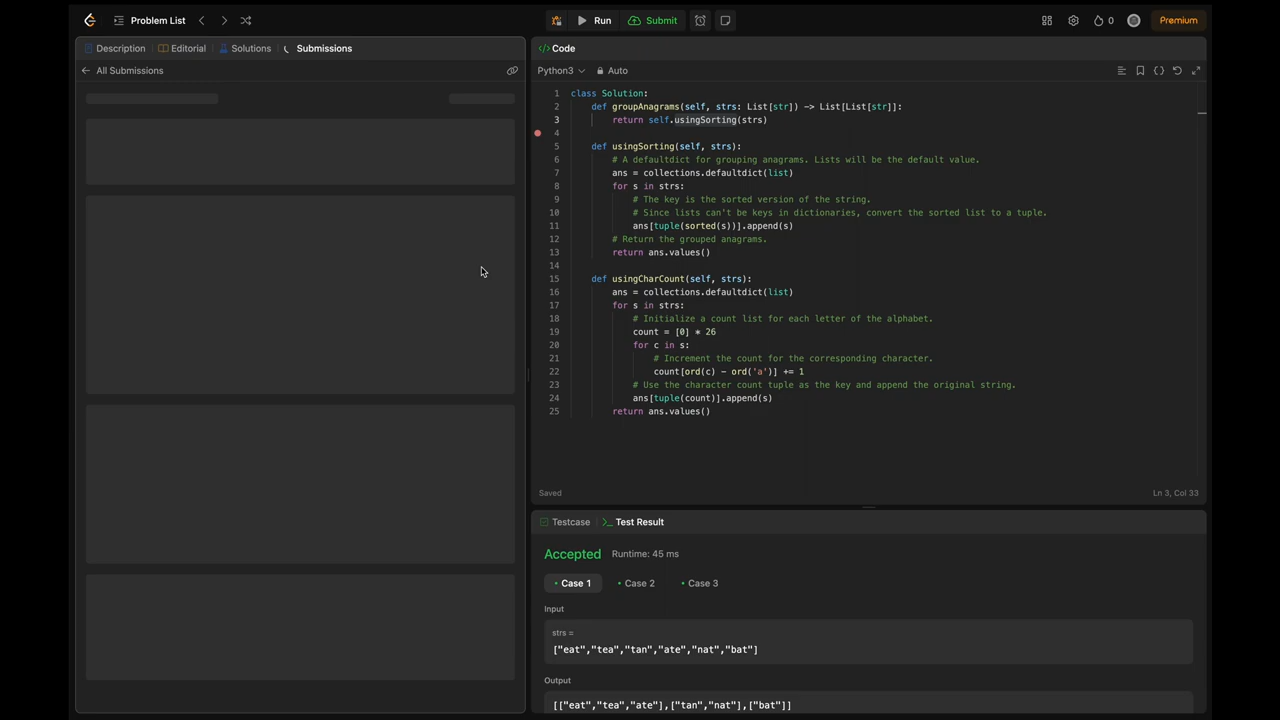 Problem List
Run
Submit
0
Premium
Description
Editorial
Solutions
Submissions
All Submissions
Code
Python3
Auto
1 class Solution:
2 def groupAnagrams(self, strs: List[str]) -> List[List[str]]:
3 return self.usingSorting(strs)
4
5 def usingSorting(self, strs):
6 # A defaultdict for grouping anagrams. Lists will be the default value.
7 ans = collections.defaultdict(list)
8 for s in strs:
9 # The key is the sorted version of the string.
10 # Since lists can't be keys in dictionaries, convert the sorted list to a tuple.
11 ans[tuple(sorted(s))].append(s)
12 # Return the grouped anagrams.
13 return ans.values()
14
15 def usingCharCount(self, strs):
16 ans = collections.defaultdict(list)
17 for s in strs:
18 # Initialize a count list for each letter of the alphabet.
19 count = [0] * 26
20 for c in s:
21 # Increment the count for the corresponding character.
22 count[ord(c) - ord('a')] += 1
23 # Use the character count tuple as the key and append the original string.
24 ans[tuple(count)].append(s)
25 return ans.values()
Saved
Ln 3, Col 33
Testcase
Test Result
Accepted
Runtime: 45 ms
Case 1
Case 2
Case 3
Input
strs =
["eat","tea","tan","ate","nat","bat"]
Output
[["eat","tea","ate"],["tan","nat"],["bat"]]